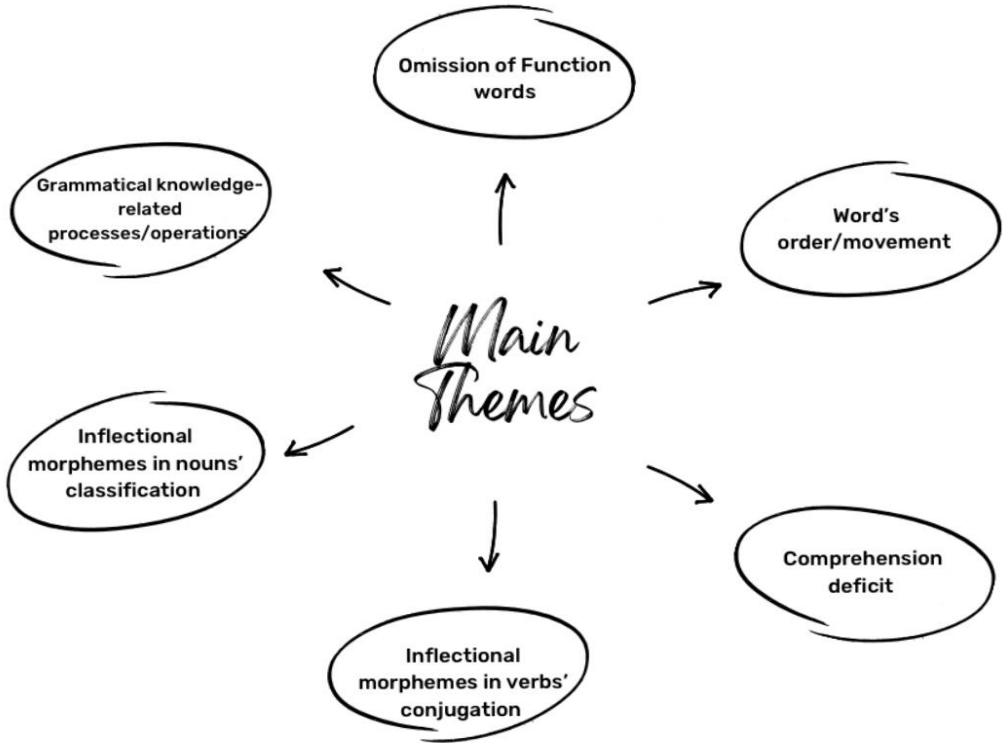 Omission of Function
words
Grammatical knowledge-
related
processes/operations
Word's
order/movement
Main
Themes
Inflectional
morphemes in nouns'
classification
Comprehension
deficit
Inflectional
morphemes in verbs'
conjugation